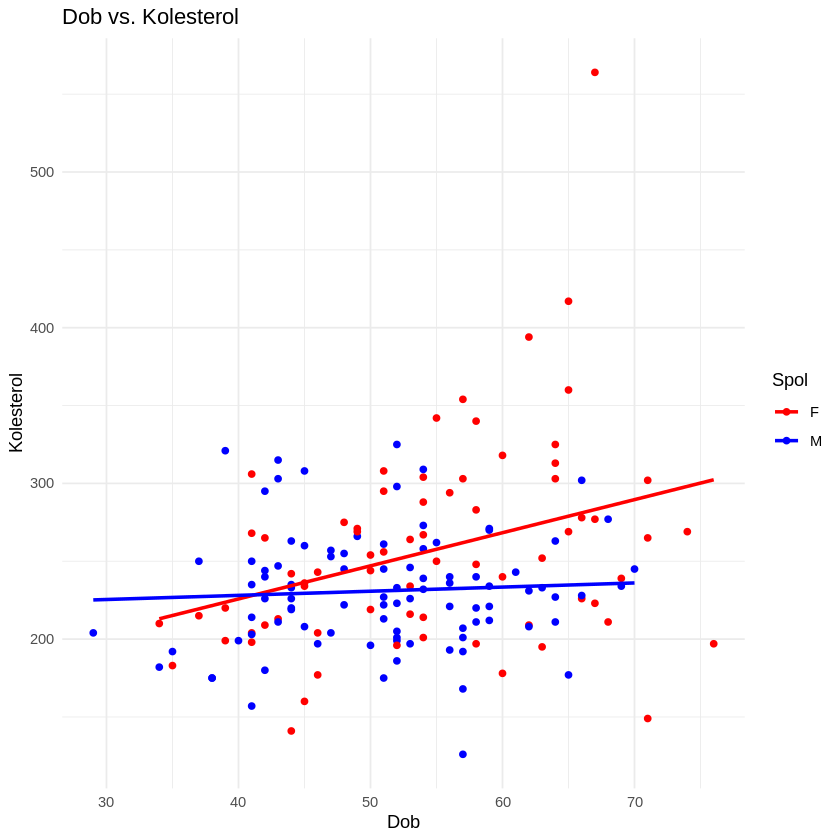 Dob vs. Kolesterol
500
400
300
200
Kolesterol
30 40 50 60 70
Dob
Spol
F
M